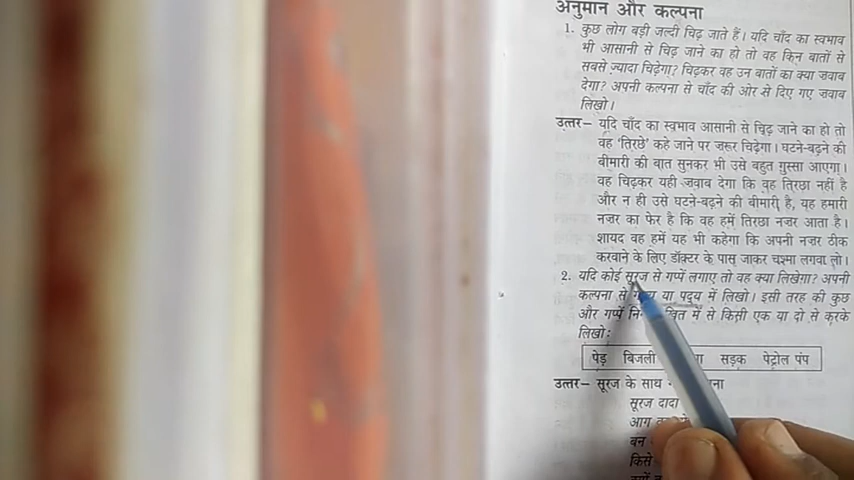 अनुमान और कल्पना
1. कुछ लोग बड़ी जल्दी चिढ़ जाते हैं। यदि चाँद का स्वभाव
भी आसानी से चिढ़ जाने का हो तो वह किन बातों से
सबसे ज़्यादा चिढ़ेगा? चिढ़कर वह उन बातों का क्या जवाब
देगा? अपनी कल्पना से चाँद की ओर से दिए गए जवाब
लिखो।
उत्तर– यदि चाँद का स्वभाव आसानी से चिढ़ जाने का हो तो
वह 'तिरछे' कहे जाने पर जरूर चिढ़ेगा। घटने-बढ़ने की
बीमारी की बात सुनकर भी उसे बहुत गुस्सा आएगा।
वह चिढ़कर यही जवाब देगा कि वह तिरछा नहीं है
और न ही उसे घटने-बढ़ने की बीमारी है, यह हमारी
नजर का फेर है कि वह हमें तिरछा नजर आता है।
शायद वह हमें यह भी कहेगा कि अपनी नजर ठीक
करवाने के लिए डॉक्टर के पास जाकर चश्मा लगवा लो।
2. यदि कोई सूरज से गप्पें लगाए तो वह क्या लिखेगा? अपनी
कल्पना से या पद्य में लिखो। इसी तरह की कुछ
और गप्पें में से किसी एक या दो से करके
लिखो:
पेड़ बिजली सड़क पेट्रोल पंप
उत्तर– सूरज के साथ
सूरज दादा
आग
बन
किसे